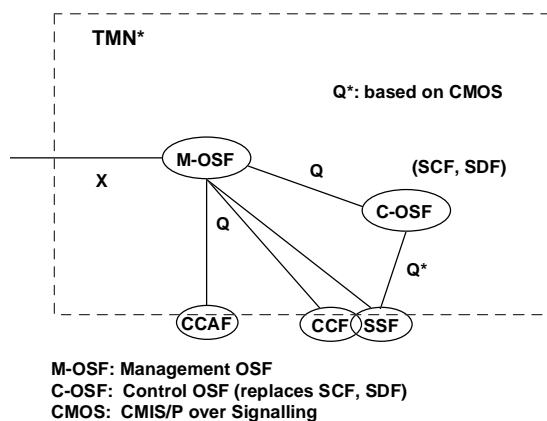 TMN*
Q*: based on CMOS
M-OSF
(SCF, SDF)
Q
X
C-OSF
Q
Q*
CCAF
CCF
SSF
M-OSF: Management OSF
C-OSF: Control OSF (replaces SCF, SDF)
CMOS: CMIS/P over Signalling